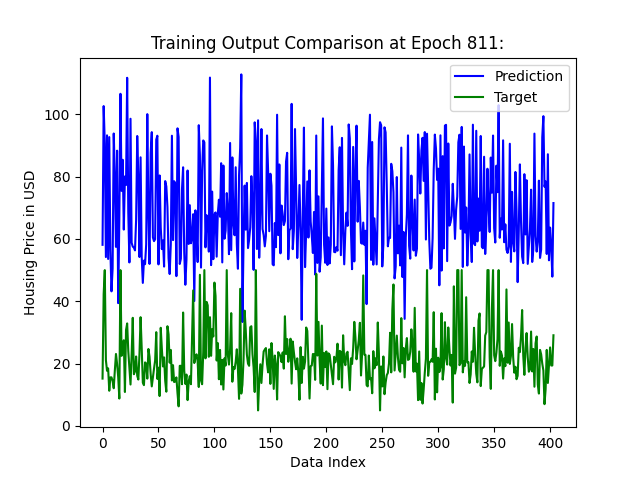 Training Output Comparison at Epoch 811:
Prediction
Target
Housing Price in USD
100
80
60
40
20
0
0 50 100 150 200 250 300 350 400
Data Index